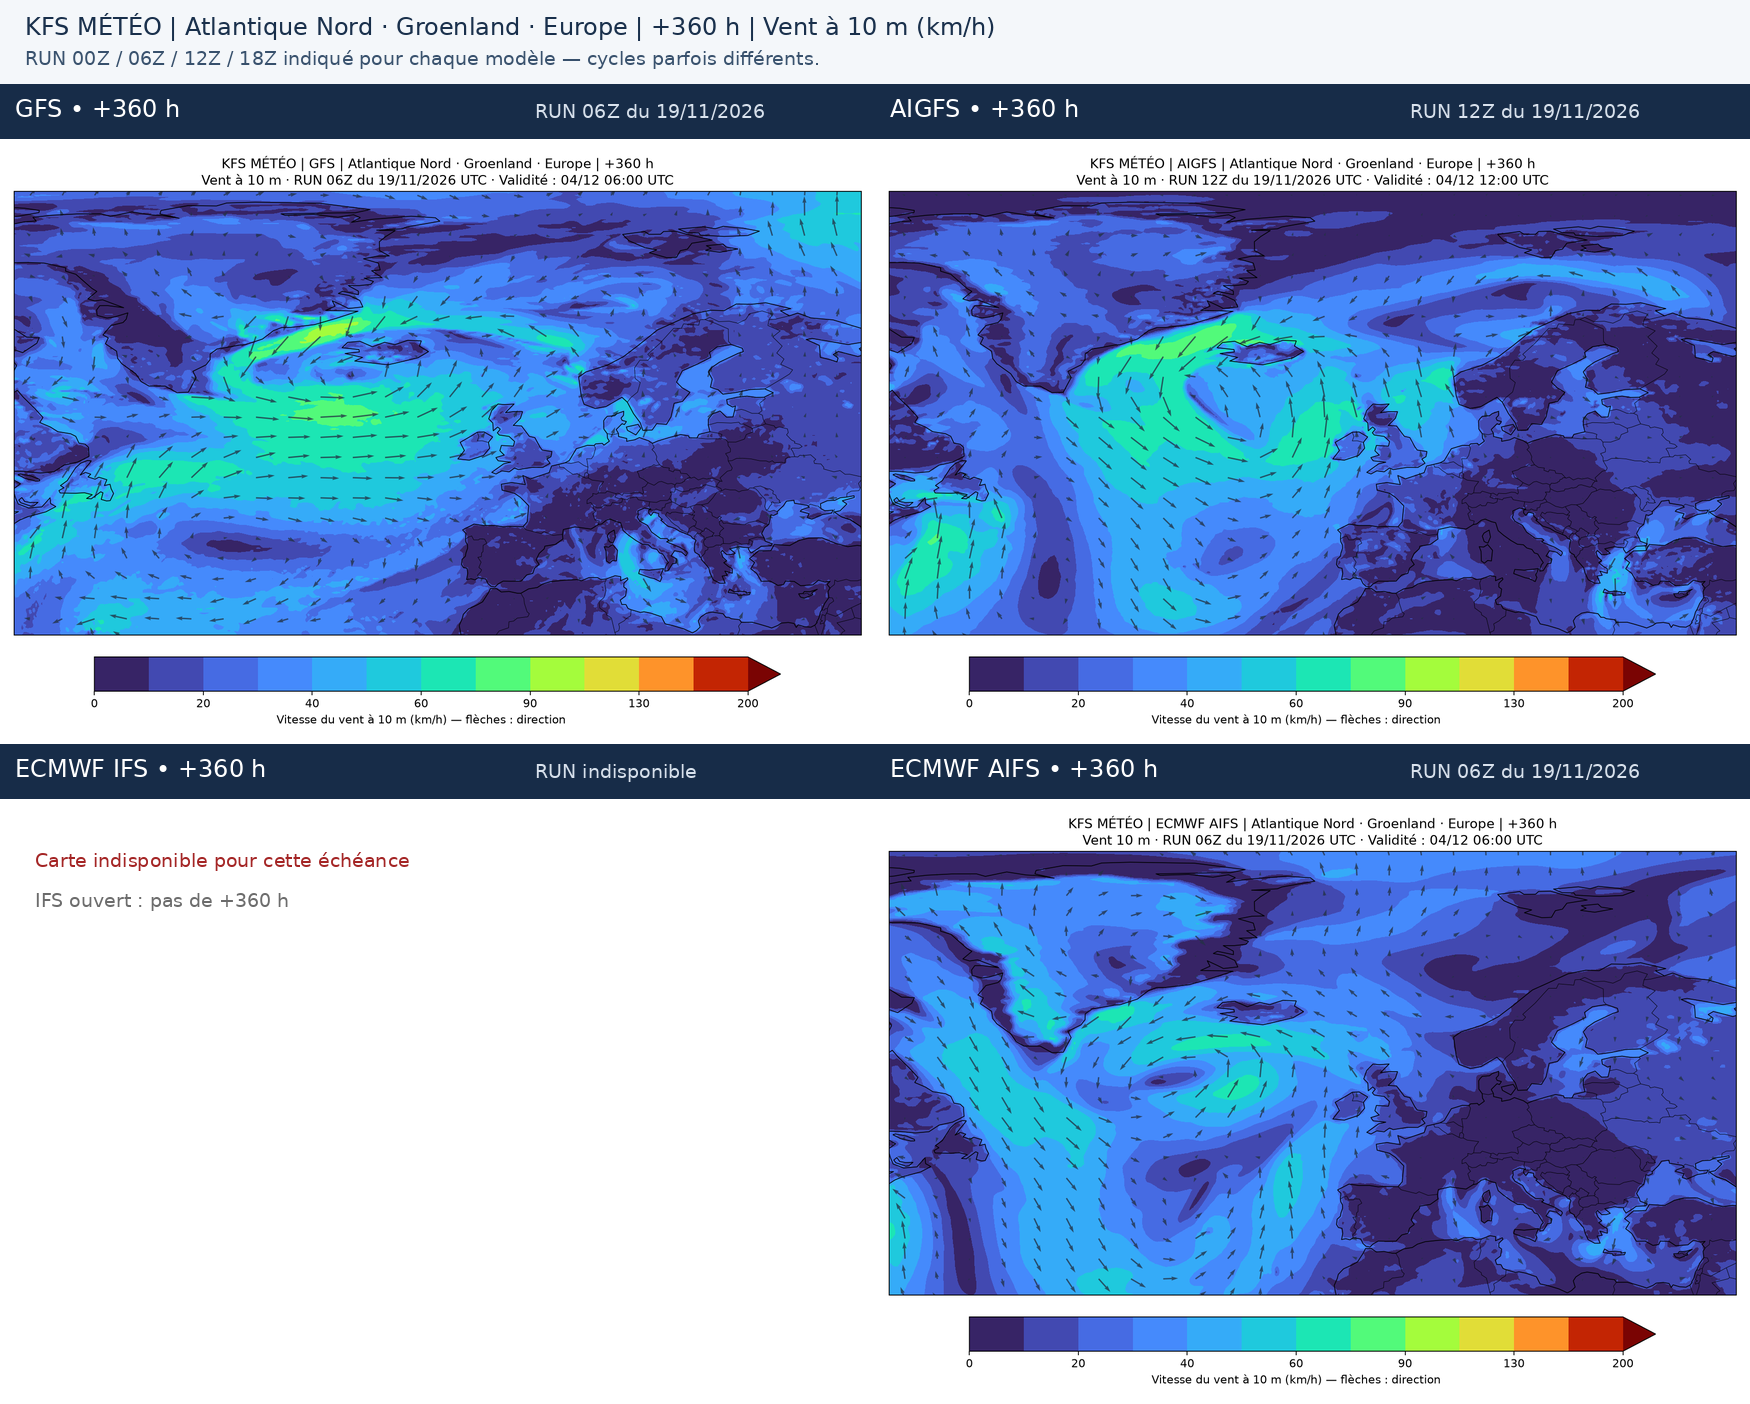 KFS MÉTÉO | Atlantique Nord · Groenland · Europe | +360 h | Vent à 10 m (km/h)
RUN 00Z / 06Z / 12Z / 18Z indiqué pour chaque modèle — cycles parfois différents.
GFS • +360 h
RUN 06Z du 19/11/2026
KFS MÉTÉO | GFS | Atlantique Nord · Groenland · Europe | +360 h
Vent à 10 m · RUN 06Z du 19/11/2026 UTC · Validité : 04/12 06:00 UTC
0 20 40 60 90 130 200
Vitesse du vent à 10 m (km/h) — flèches : direction
AIGFS • +360 h
RUN 12Z du 19/11/2026
KFS MÉTÉO | AIGFS | Atlantique Nord · Groenland · Europe | +360 h
Vent à 10 m · RUN 12Z du 19/11/2026 UTC · Validité : 04/12 12:00 UTC
0 20 40 60 90 130 200
Vitesse du vent à 10 m (km/h) — flèches : direction
ECMWF IFS • +360 h
RUN indisponible
Carte indisponible pour cette échéance
IFS ouvert : pas de +360 h
ECMWF AIFS • +360 h
RUN 06Z du 19/11/2026
KFS MÉTÉO | ECMWF AIFS | Atlantique Nord · Groenland · Europe | +360 h
Vent 10 m · RUN 06Z du 19/11/2026 UTC · Validité : 04/12 06:00 UTC
0 20 40 60 90 130 200
Vitesse du vent à 10 m (km/h) — flèches : direction